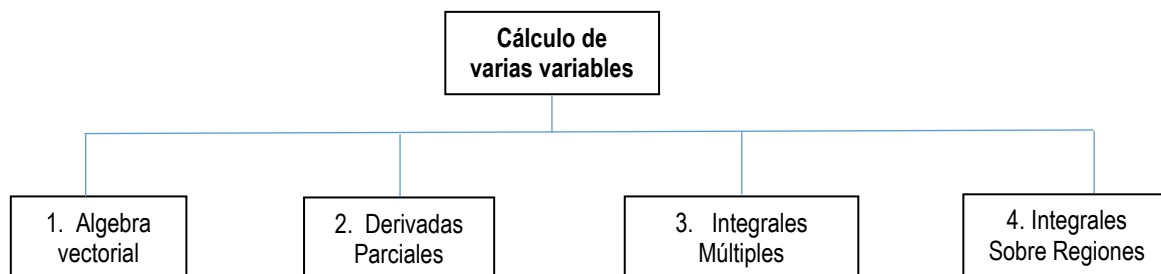 Cálculo de
varias variables
1. Algebra
vectorial
2. Derivadas
Parciales
3. Integrales
Múltiples
4. Integrales
Sobre Regiones